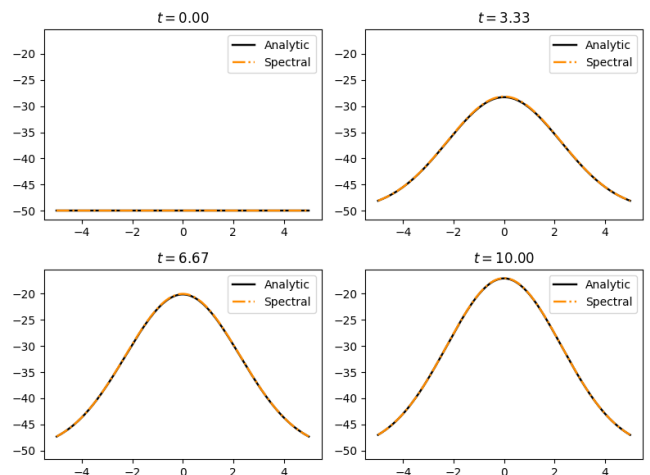 t = 0.00 t = 3.33
Analytic Analytic
Spectral Spectral
−20 −20
−25 −25
−30 −30
−35 −35
−40 −40
−45 −45
−50 −50
−4 −2 0 2 4 −4 −2 0 2 4
t = 6.67 t = 10.00
Analytic Analytic
Spectral Spectral
−20 −20
−25 −25
−30 −30
−35 −35
−40 −40
−45 −45
−50 −50
−4 −2 0 2 4 −4 −2 0 2 4